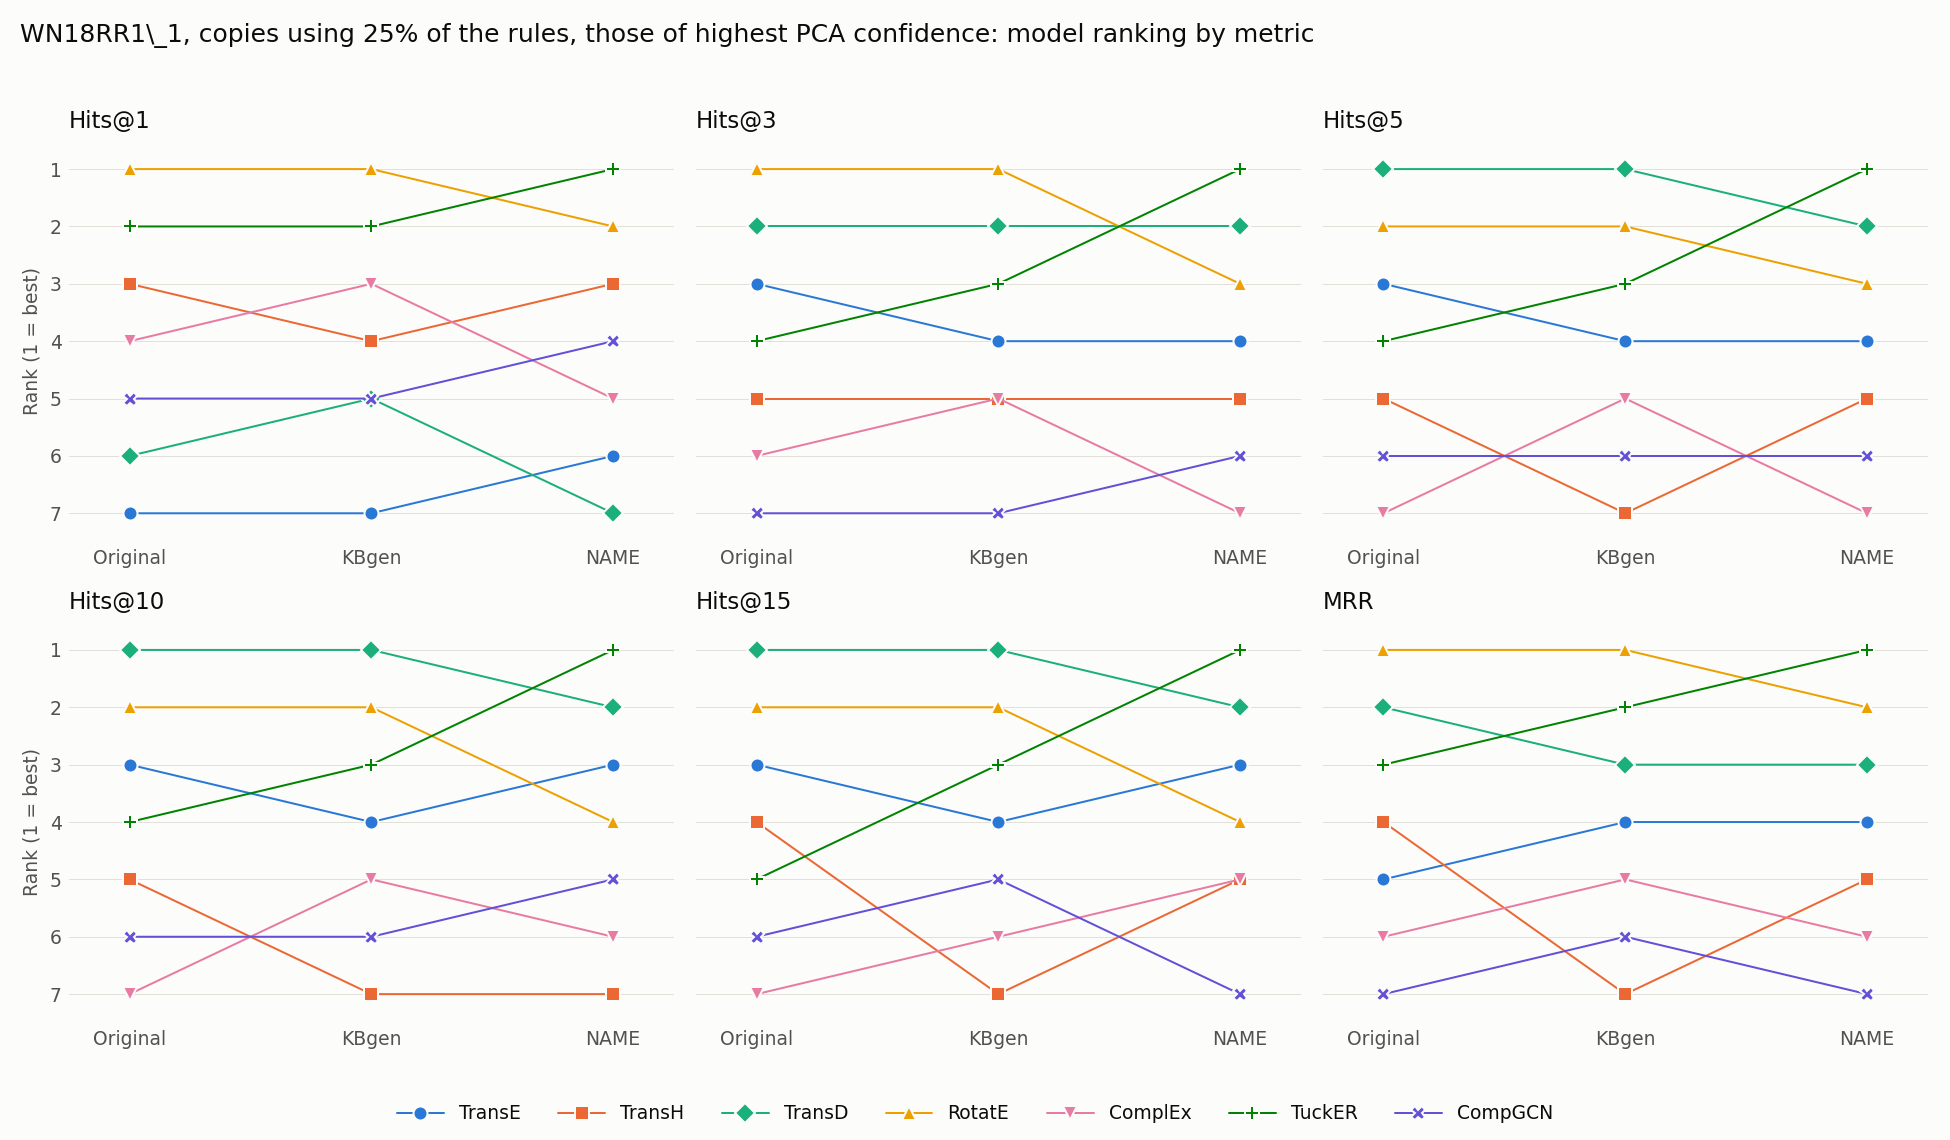 WN18RR1\_1, copies using 25% of the rules, those of highest PCA confidence: model ranking by metric
Hits@1
Hits@3
Hits@5
Rank (1 = best)
1
2
3
4
5
6
7
Original
KBgen
NAME
Original
KBgen
NAME
Original
KBgen
NAME
Hits@10
Hits@15
MRR
Rank (1 = best)
1
2
3
4
5
6
7
Original
KBgen
NAME
Original
KBgen
NAME
Original
KBgen
NAME
TransE
TransH
TransD
RotatE
ComplEx
TuckER
CompGCN